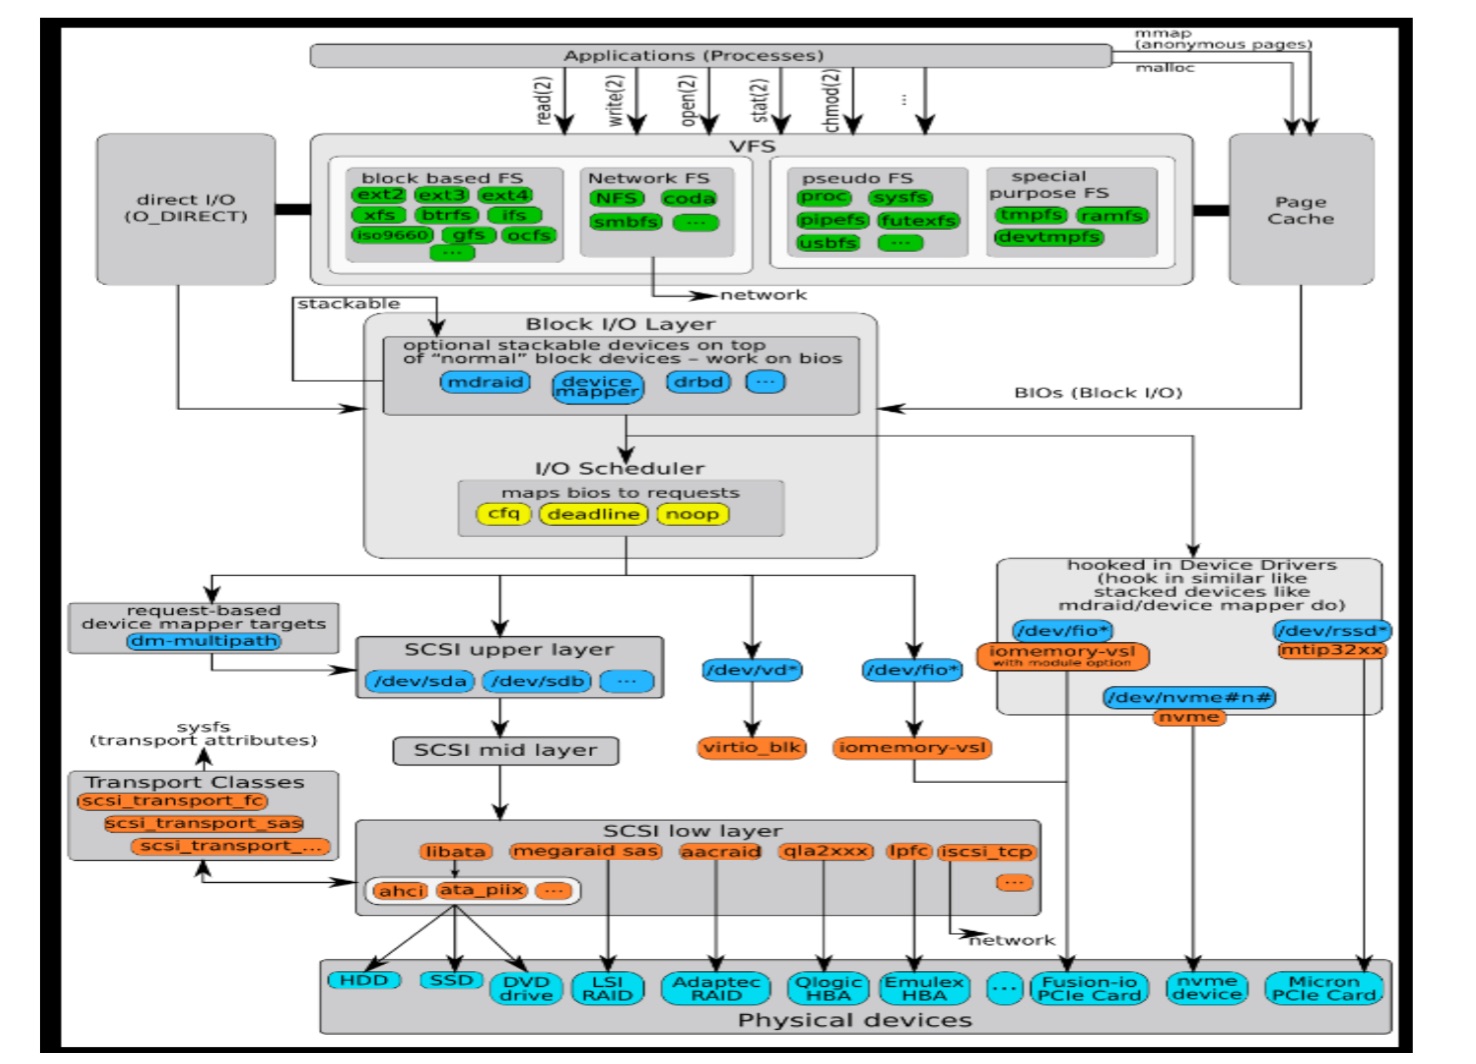 mmap
(anonymous pages)
Applications (Processes)
malloc
read(2)
write(2)
open(2)
stat(2)
chmod(2)
...
VFS
direct I/O
(O_DIRECT)
block based FS
ext2 ext3 ext4
xfs btrfs ifs
iso9660 gfs ocfs
...
Network FS
NFS coda
smbfs ...
pseudo FS
proc sysfs
pipefs futexfs
usbfs ...
special
purpose FS
tmpfs ramfs
devtmpfs
Page
Cache
network
stackable
Block I/O Layer
optional stackable devices on top
of “normal” block devices – work on bios
mdraid
device
mapper
drbd
...
BIOs (Block I/O)
I/O Scheduler
maps bios to requests
cfq deadline noop
hooked in Device Drivers
(hook in similar like
stacked devices like
mdraid/device mapper do)
/dev/fio*
iomemory-vsl
with module option
/dev/rssd*
mtip32xx
/dev/nvme#n#
nvme
request-based
device mapper targets
dm-multipath
SCSI upper layer
/dev/sda /dev/sdb ...
/dev/vd*
/dev/fio*
SCSI mid layer
virtio_blk
iomemory-vsl
sysfs
(transport attributes)
Transport Classes
scsi_transport_fc
scsi_transport_sas
scsi_transport_...
SCSI low layer
libata megaraid sas aacraid qla2xxx lpfc iscsi_tcp
ahci ata_piix ...
...
network
HDD
SSD
DVD
drive
LSI
RAID
Adaptec
RAID
Qlogic
HBA
Emulex
HBA
...
Fusion-io
PCIe Card
nvme
device
Micron
PCIe Card
Physical devices